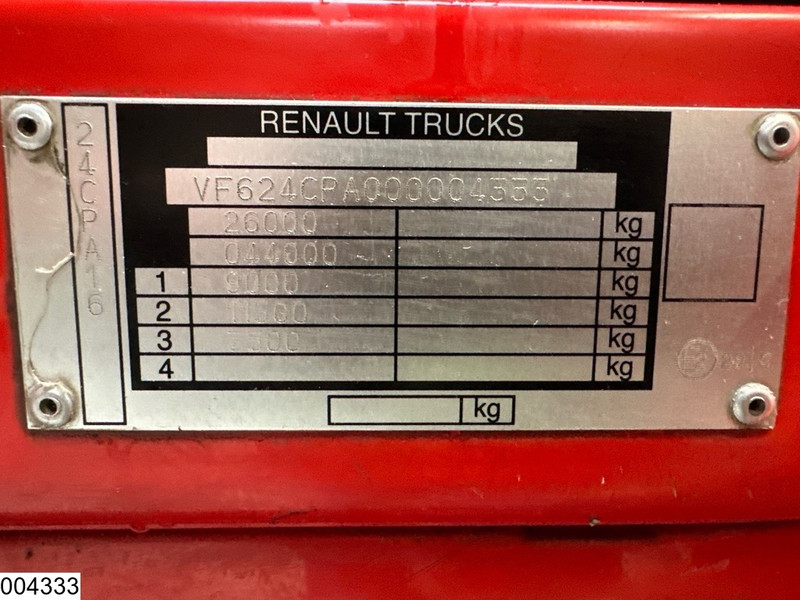 RENAULT TRUCKS
24CPA16
VF624CPA000004333
26000 kg
044000 kg
1 8000 kg
2 11500 kg
3 7500 kg
4 kg
kg
004333